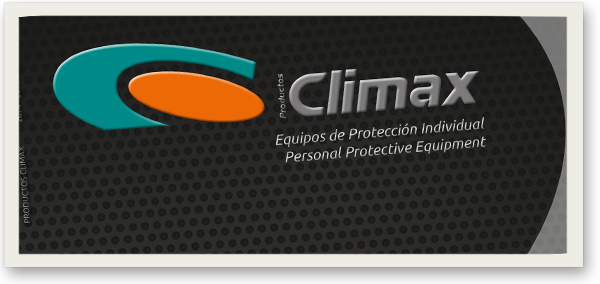 Productos
Climax
Equipos de Protección Individual
Personal Protective Equipment
PRODUCTOS CLIMAX